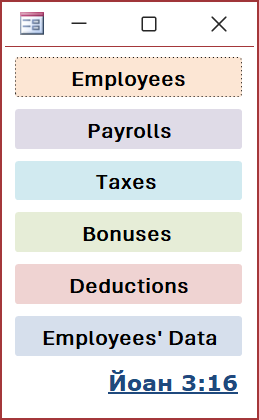 Employees
Payrolls
Taxes
Bonuses
Deductions
Employees' Data
Йоан 3:16